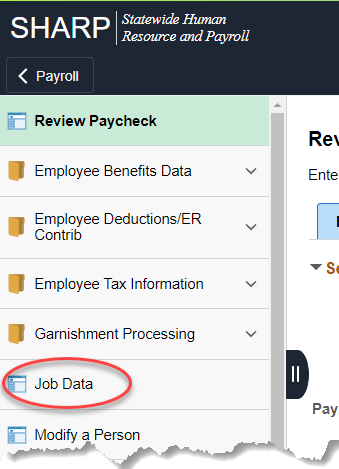 SHARP
Statewide Human
Resource and Payroll
Payroll
Review Paycheck
Employee Benefits Data
Employee Deductions/ER
Contrib
Employee Tax Information
Garnishment Processing
Job Data
Modify a Person
Rev
Ente
Se
Pay